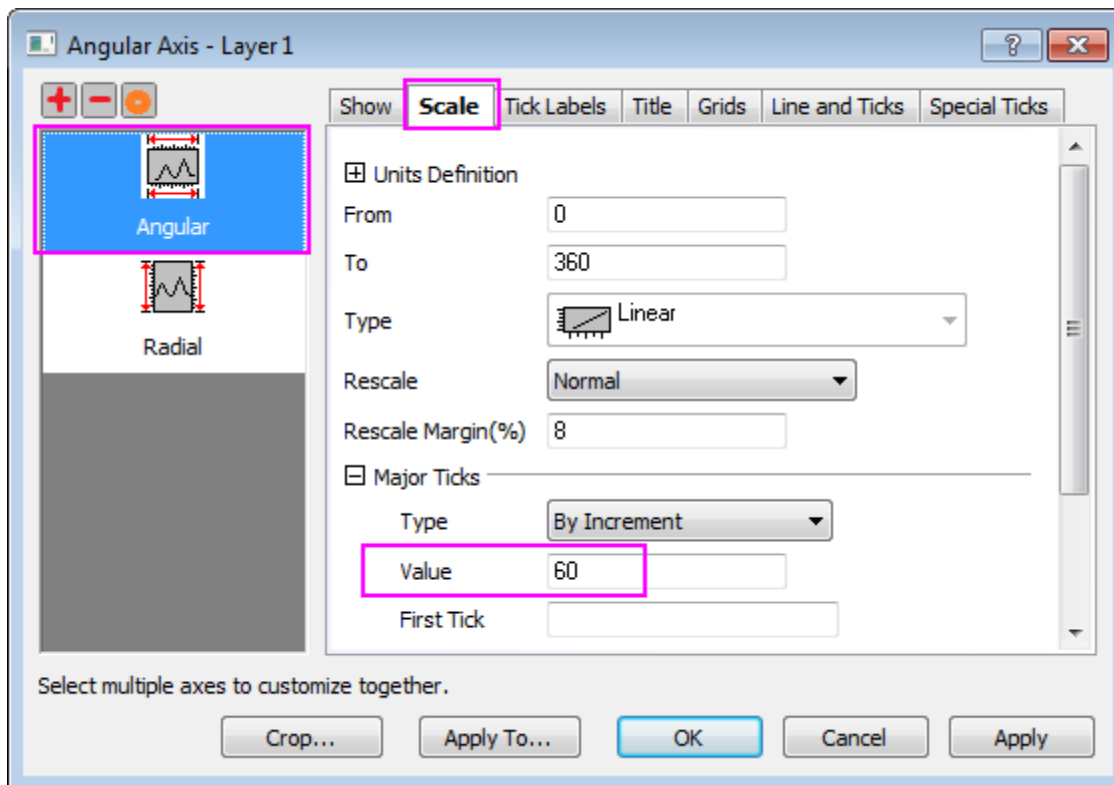 Angular Axis - Layer 1
Show Scale Tick Labels Title Grids Line and Ticks Special Ticks
Angular
Radial
Units Definition
From 0
To 360
Type Linear
Rescale Normal
Rescale Margin(%) 8
Major Ticks
Type By Increment
Value 60
First Tick
Select multiple axes to customize together.
Crop... Apply To... OK Cancel Apply